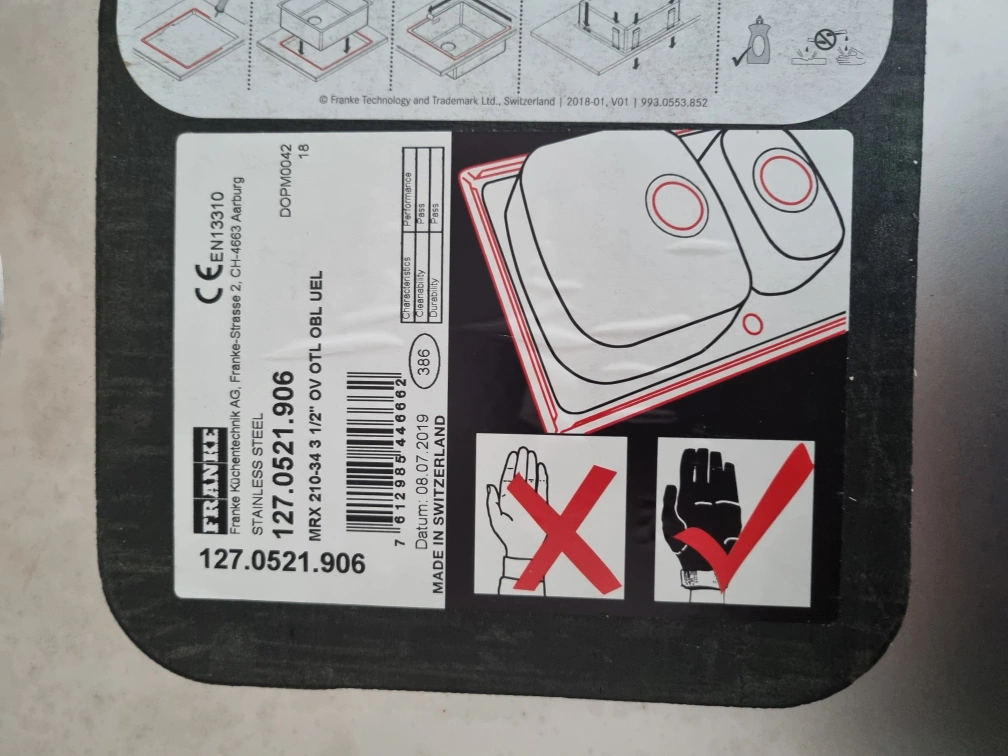 © Franke Technology and Trademark Ltd., Switzerland | 2018-01, V01 | 993.0553.852
FRANKE
CE EN13310
Franke Küchentechnik AG, Franke-Strasse 2, CH-4663 Aarburg
STAINLESS STEEL
DOPM0042
18
127.0521.906
MRX 210-34 3 1/2" OV OTL OBL UEL
7 612985 446662
Characteristics Performance
Cleanability Pass
Durability Pass
386
Datum: 08.07.2019
MADE IN SWITZERLAND
127.0521.906